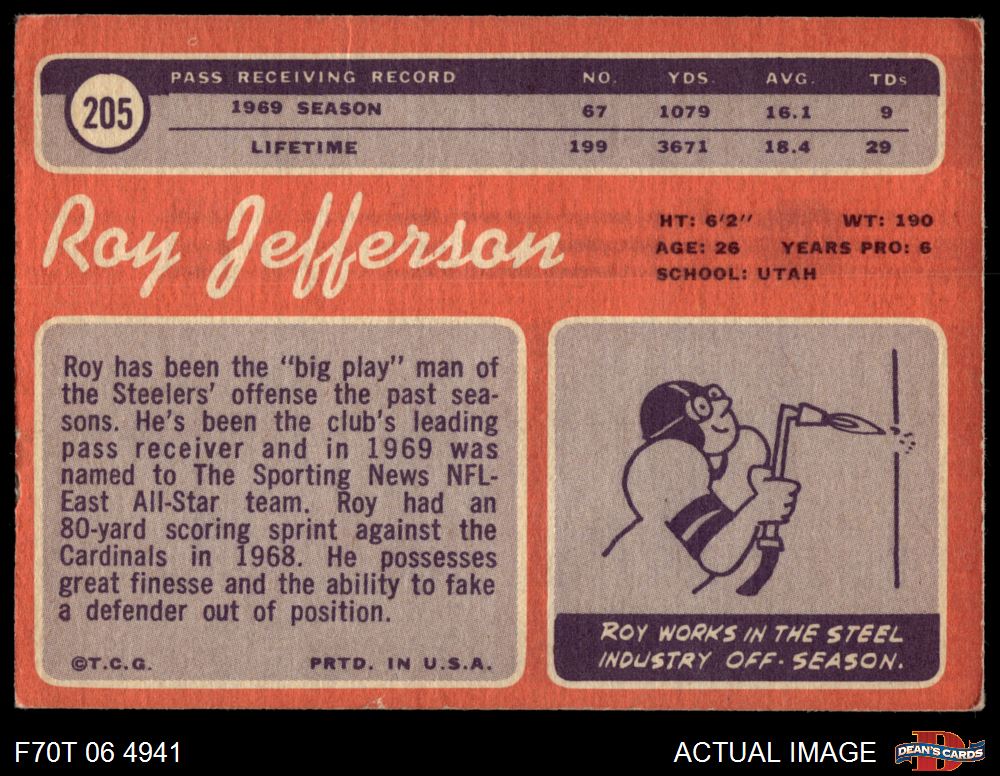 205
PASS RECEIVING RECORD NO. YDS. AVG. TDs
1969 SEASON 67 1079 16.1 9
LIFETIME 199 3671 18.4 29
Roy Jefferson
HT: 6'2" WT: 190
AGE: 26 YEARS PRO: 6
SCHOOL: UTAH
Roy has been the "big play" man of
the Steelers' offense the past sea-
sons. He's been the club's leading
pass receiver and in 1969 was
named to The Sporting News NFL-
East All-Star team. Roy had an
80-yard scoring sprint against the
Cardinals in 1968. He possesses
great finesse and the ability to fake
a defender out of position.
©T.C.G. PRTD. IN U.S.A.
ROY WORKS IN THE STEEL
INDUSTRY OFF-SEASON.
F70T 06 4941 ACTUAL IMAGE DEAN'S CARDS